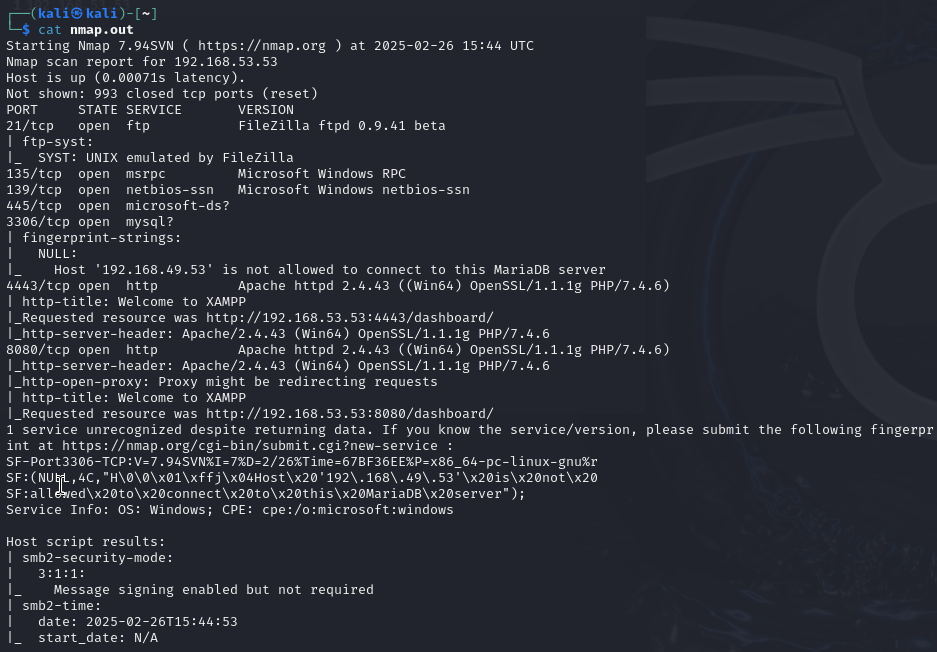 ┌──(kali㉿kali)-[~]
└─$ cat nmap.out
Starting Nmap 7.94SVN ( https://nmap.org ) at 2025-02-26 15:44 UTC
Nmap scan report for 192.168.53.53
Host is up (0.00071s latency).
Not shown: 993 closed tcp ports (reset)
PORT     STATE SERVICE       VERSION
21/tcp   open  ftp           FileZilla ftpd 0.9.41 beta
| ftp-syst:
|_  SYST: UNIX emulated by FileZilla
135/tcp  open  msrpc         Microsoft Windows RPC
139/tcp  open  netbios-ssn   Microsoft Windows netbios-ssn
445/tcp  open  microsoft-ds?
3306/tcp open  mysql?
| fingerprint-strings:
|   NULL:
|_    Host '192.168.49.53' is not allowed to connect to this MariaDB server
4443/tcp open  http          Apache httpd 2.4.43 ((Win64) OpenSSL/1.1.1g PHP/7.4.6)
| http-title: Welcome to XAMPP
|_Requested resource was http://192.168.53.53:4443/dashboard/
|_http-server-header: Apache/2.4.43 (Win64) OpenSSL/1.1.1g PHP/7.4.6
8080/tcp open  http          Apache httpd 2.4.43 ((Win64) OpenSSL/1.1.1g PHP/7.4.6)
|_http-server-header: Apache/2.4.43 (Win64) OpenSSL/1.1.1g PHP/7.4.6
|_http-open-proxy: Proxy might be redirecting requests
| http-title: Welcome to XAMPP
|_Requested resource was http://192.168.53.53:8080/dashboard/
1 service unrecognized despite returning data. If you know the service/version, please submit the following fingerpr
int at https://nmap.org/cgi-bin/submit.cgi?new-service :
SF-Port3306-TCP:V=7.94SVN%I=7%D=2/26%Time=67BF36EE%P=x86_64-pc-linux-gnu%r
SF:(NULL,4C,"H\0\0\x01\xffj\x04Host\x20'192\.168\.49\.53'\x20is\x20not\x20
SF:allowed\x20to\x20connect\x20to\x20this\x20MariaDB\x20server");
Service Info: OS: Windows; CPE: cpe:/o:microsoft:windows

Host script results:
| smb2-security-mode:
|   3:1:1:
|_    Message signing enabled but not required
| smb2-time:
|   date: 2025-02-26T15:44:53
|_  start_date: N/A